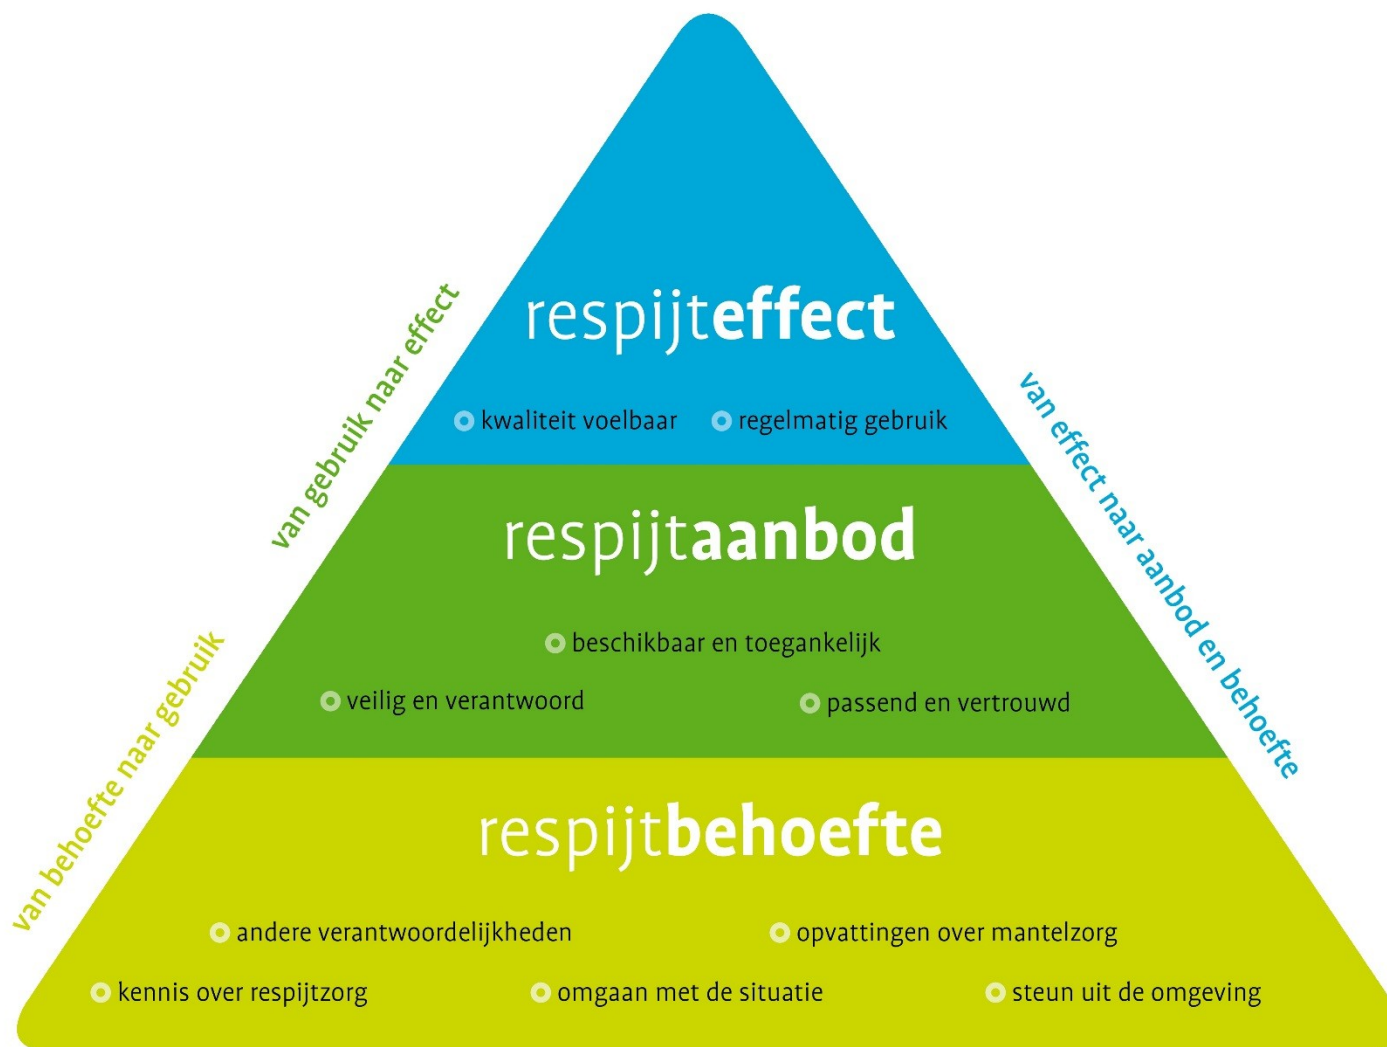 respijteffect
kwaliteit voelbaar
regelmatig gebruik
van gebruik naar effect
van effect naar aanbod en behoefte
respijtaanbod
beschikbaar en toegankelijk
veilig en verantwoord
passend en vertrouwd
van behoefte naar gebruik
respijtbehoefte
andere verantwoordelijkheden
opvattingen over mantelzorg
kennis over respijtzorg
omgaan met de situatie
steun uit de omgeving